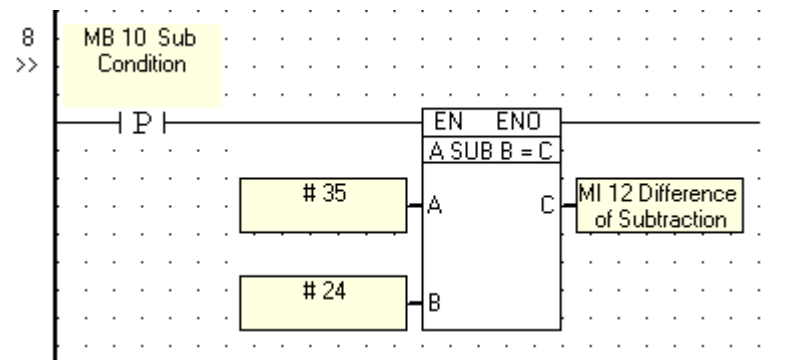 8
>>
MB 10 Sub
Condition
P
EN ENO
A SUB B = C
# 35
A
C
MI 12 Difference
of Subtraction
# 24
B